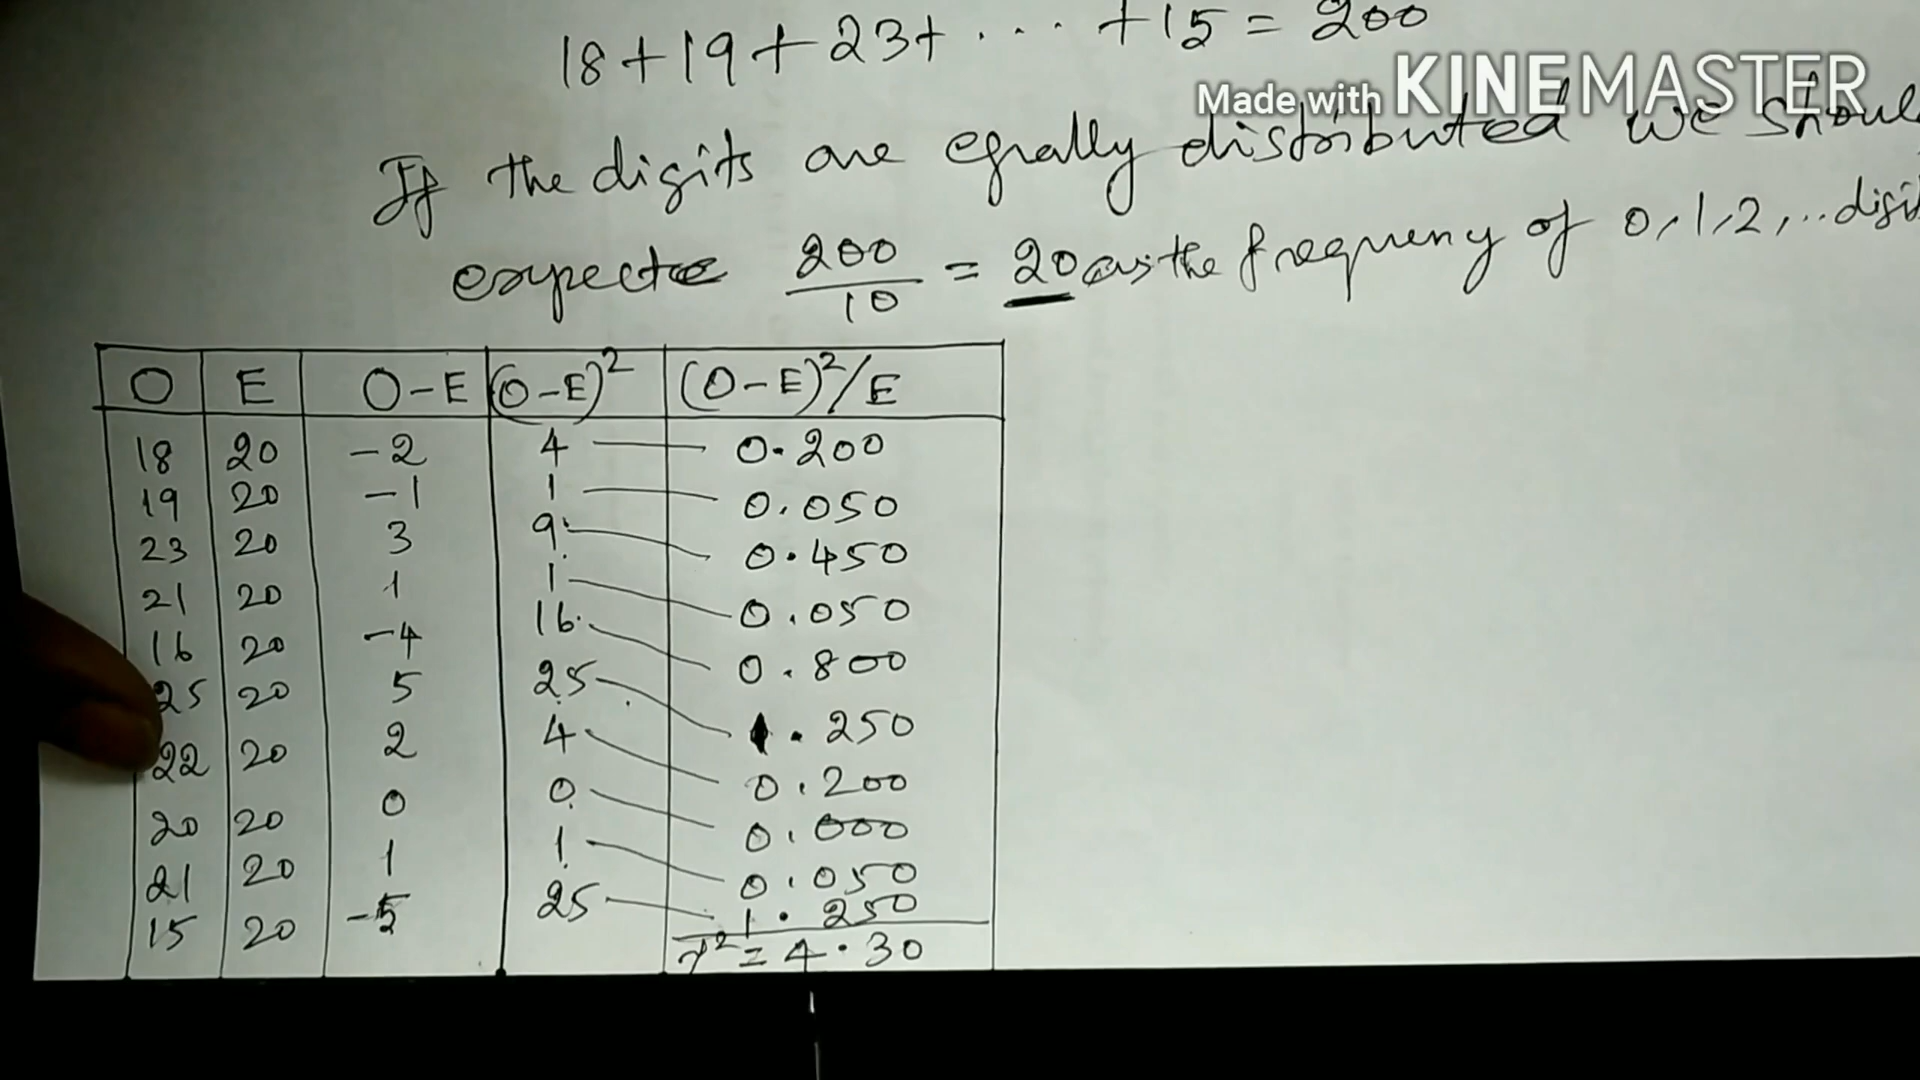 18+19+23+ . . . . +15 = 200
Made with KINEMASTER
If the digits are equally distributed we shoul
expecte 200/10 = 20 as the frequency of 0,1,2,...digi
O E O-E (O-E)² (O-E)²/E
18 20 -2 4 0.200
19 20 -1 1 0.050
23 20 3 9 0.450
21 20 1 1 0.050
16 20 -4 16 0.800
25 20 5 25 1.250
22 20 2 4 0.200
20 20 0 0 0.000
21 20 1 1 0.050
15 20 -5 25 1.250
χ² = 4.30